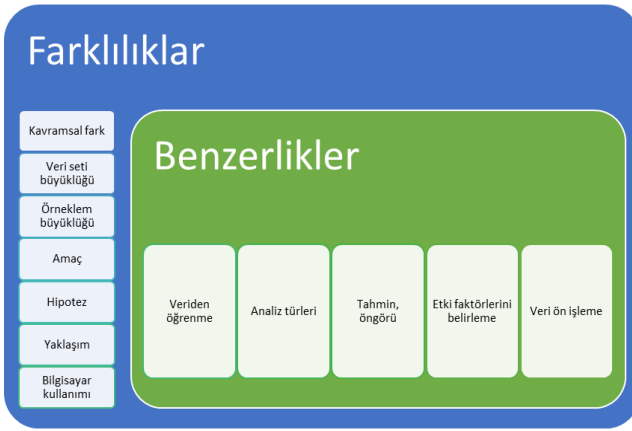 Farklılıklar
Kavramsal fark
Veri seti
büyüklüğü
Örneklem
büyüklüğü
Amaç
Hipotez
Yaklaşım
Bilgisayar
kullanımı
Benzerlikler
Veriden
öğrenme
Analiz türleri
Tahmin,
öngörü
Etki faktörlerini
belirleme
Veri ön işleme